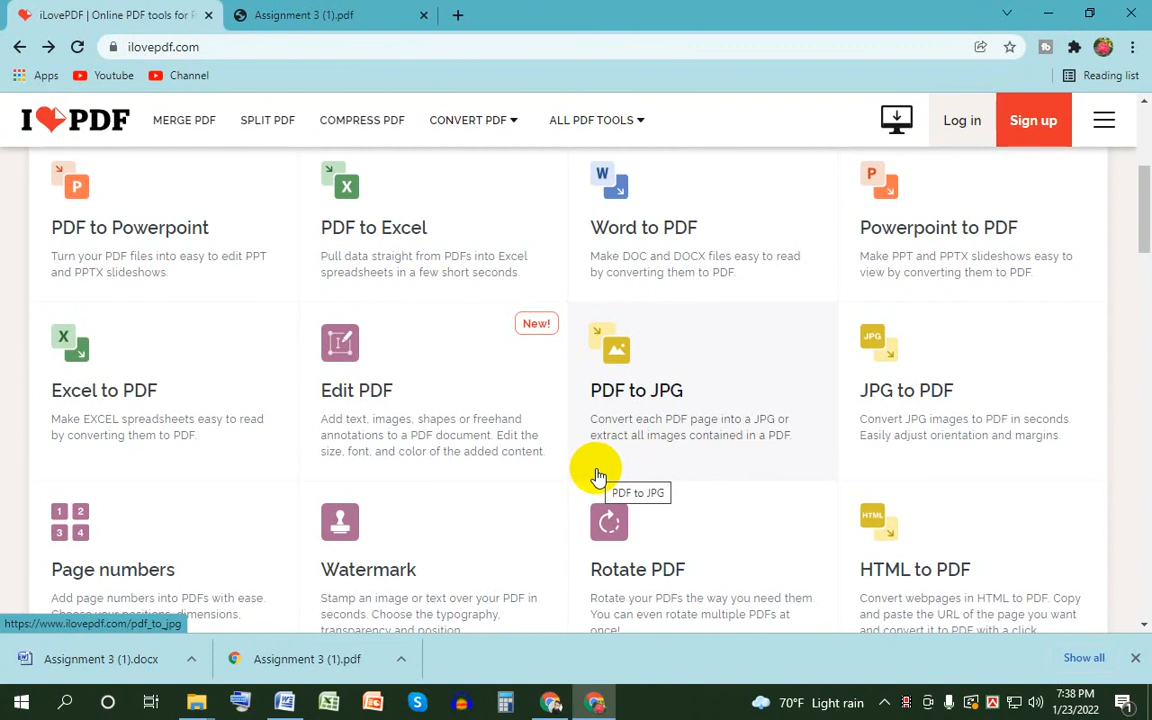 iLovePDF | Online PDF tools for P
Assignment 3 (1).pdf
ilovepdf.com
Apps
Youtube
Channel
Reading list
I PDF
MERGE PDF
SPLIT PDF
COMPRESS PDF
CONVERT PDF
ALL PDF TOOLS
Log in
Sign up
PDF to Powerpoint
Turn your PDF files into easy to edit PPT
and PPTX slideshows.
PDF to Excel
Pull data straight from PDFs into Excel
spreadsheets in a few short seconds.
W
Word to PDF
Make DOC and DOCX files easy to read
by converting them to PDF.
Powerpoint to PDF
Make PPT and PPTX slideshows easy to
view by converting them to PDF.
Excel to PDF
Make EXCEL spreadsheets easy to read
by converting them to PDF.
New!
Edit PDF
Add text, images, shapes or freehand
annotations to a PDF document. Edit the
size, font, and color of the added content.
PDF to JPG
Convert each PDF page into a JPG or
extract all images contained in a PDF.
PDF to JPG
JPG
JPG to PDF
Convert JPG images to PDF in seconds.
Easily adjust orientation and margins.
1 2
3 4
Page numbers
Add page numbers into PDFs with ease.
Choose your positions, dimensions,
Watermark
Stamp an image or text over your PDF in
seconds. Choose the typography,
transparency and position.
Rotate PDF
Rotate your PDFs the way you need them.
You can even rotate multiple PDFs at
once!
HTML
HTML to PDF
Convert webpages in HTML to PDF. Copy
and paste the URL of the page you want
and convert it to PDF with a click.
https://www.ilovepdf.com/pdf_to_jpg
Assignment 3 (1).docx
Assignment 3 (1).pdf
Show all
70°F Light rain
7:38 PM
1/23/2022